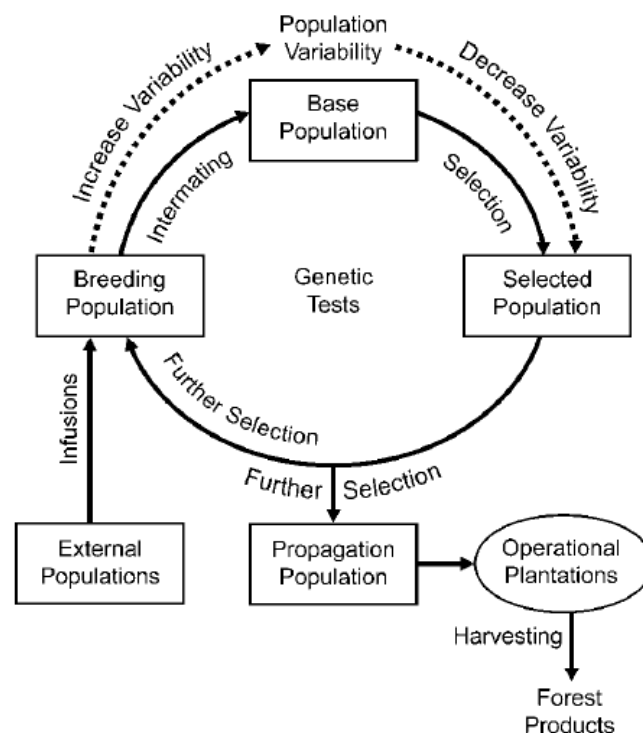 Population
Variability
Increase Variability
Decrease Variability
Base
Population
Intermating
Selection
Breeding
Population
Genetic
Tests
Selected
Population
Further Selection
Infusions
Further Selection
External
Populations
Propagation
Population
Operational
Plantations
Harvesting
Forest
Products